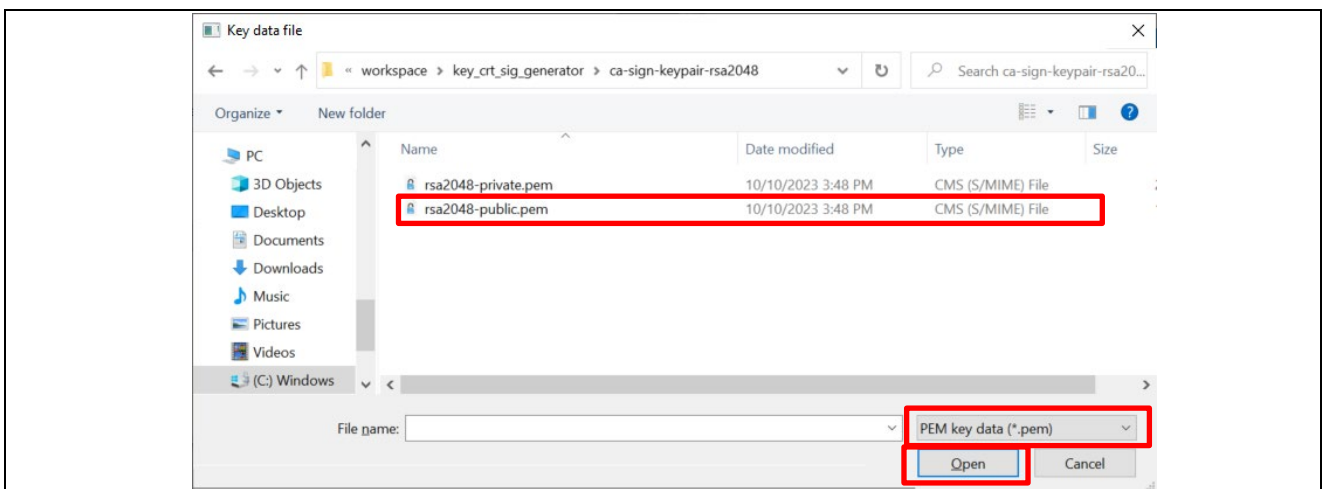 Key data file
« workspace > key_crt_sig_generator > ca-sign-keypair-rsa2048
Search ca-sign-keypair-rsa20...
Organize New folder
Name Date modified Type Size
PC
3D Objects
Desktop
Documents
Downloads
Music
Pictures
Videos
(C:) Windows
rsa2048-private.pem 10/10/2023 3:48 PM CMS (S/MIME) File
rsa2048-public.pem 10/10/2023 3:48 PM CMS (S/MIME) File
File name: PEM key data (*.pem)
Open Cancel